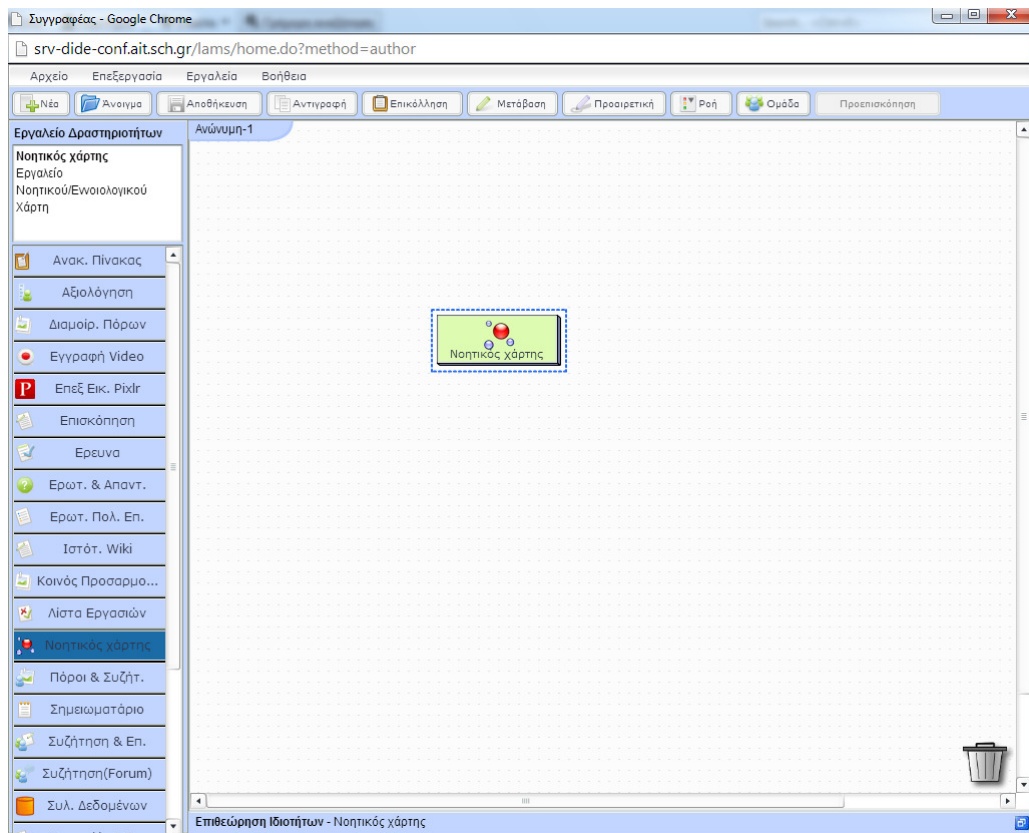 Συγγραφέας - Google Chrome
srv-dide-conf.ait.sch.gr/lams/home.do?method=author
Αρχείο Επεξεργασία Εργαλεία Βοήθεια
Νέα Άνοιγμα Αποθήκευση Αντιγραφή Επικόλληση Μετάβαση Προαιρετική Ροή Ομάδα Προεπισκόπηση
Εργαλείο Δραστηριοτήτων
Ανώνυμη-1
Νοητικός χάρτης
Εργαλείο
Νοητικού/Εννοιολογικού
Χάρτη
Ανακ. Πίνακας
Αξιολόγηση
Διαμοίρ. Πόρων
Εγγραφή Video
Επεξ Εικ. Pixlr
Επισκόπηση
Ερευνα
Ερωτ. & Απαντ.
Ερωτ. Πολ. Επ.
Ιστότ. Wiki
Κοινός Προσαρμο...
Λίστα Εργασιών
Νοητικός χάρτης
Πόροι & Συζήτ.
Σημειωματάριο
Συζήτηση & Επ.
Συζήτηση(Forum)
Συλ. Δεδομένων
Νοητικός χάρτης
Επιθεώρηση Ιδιοτήτων - Νοητικός χάρτης